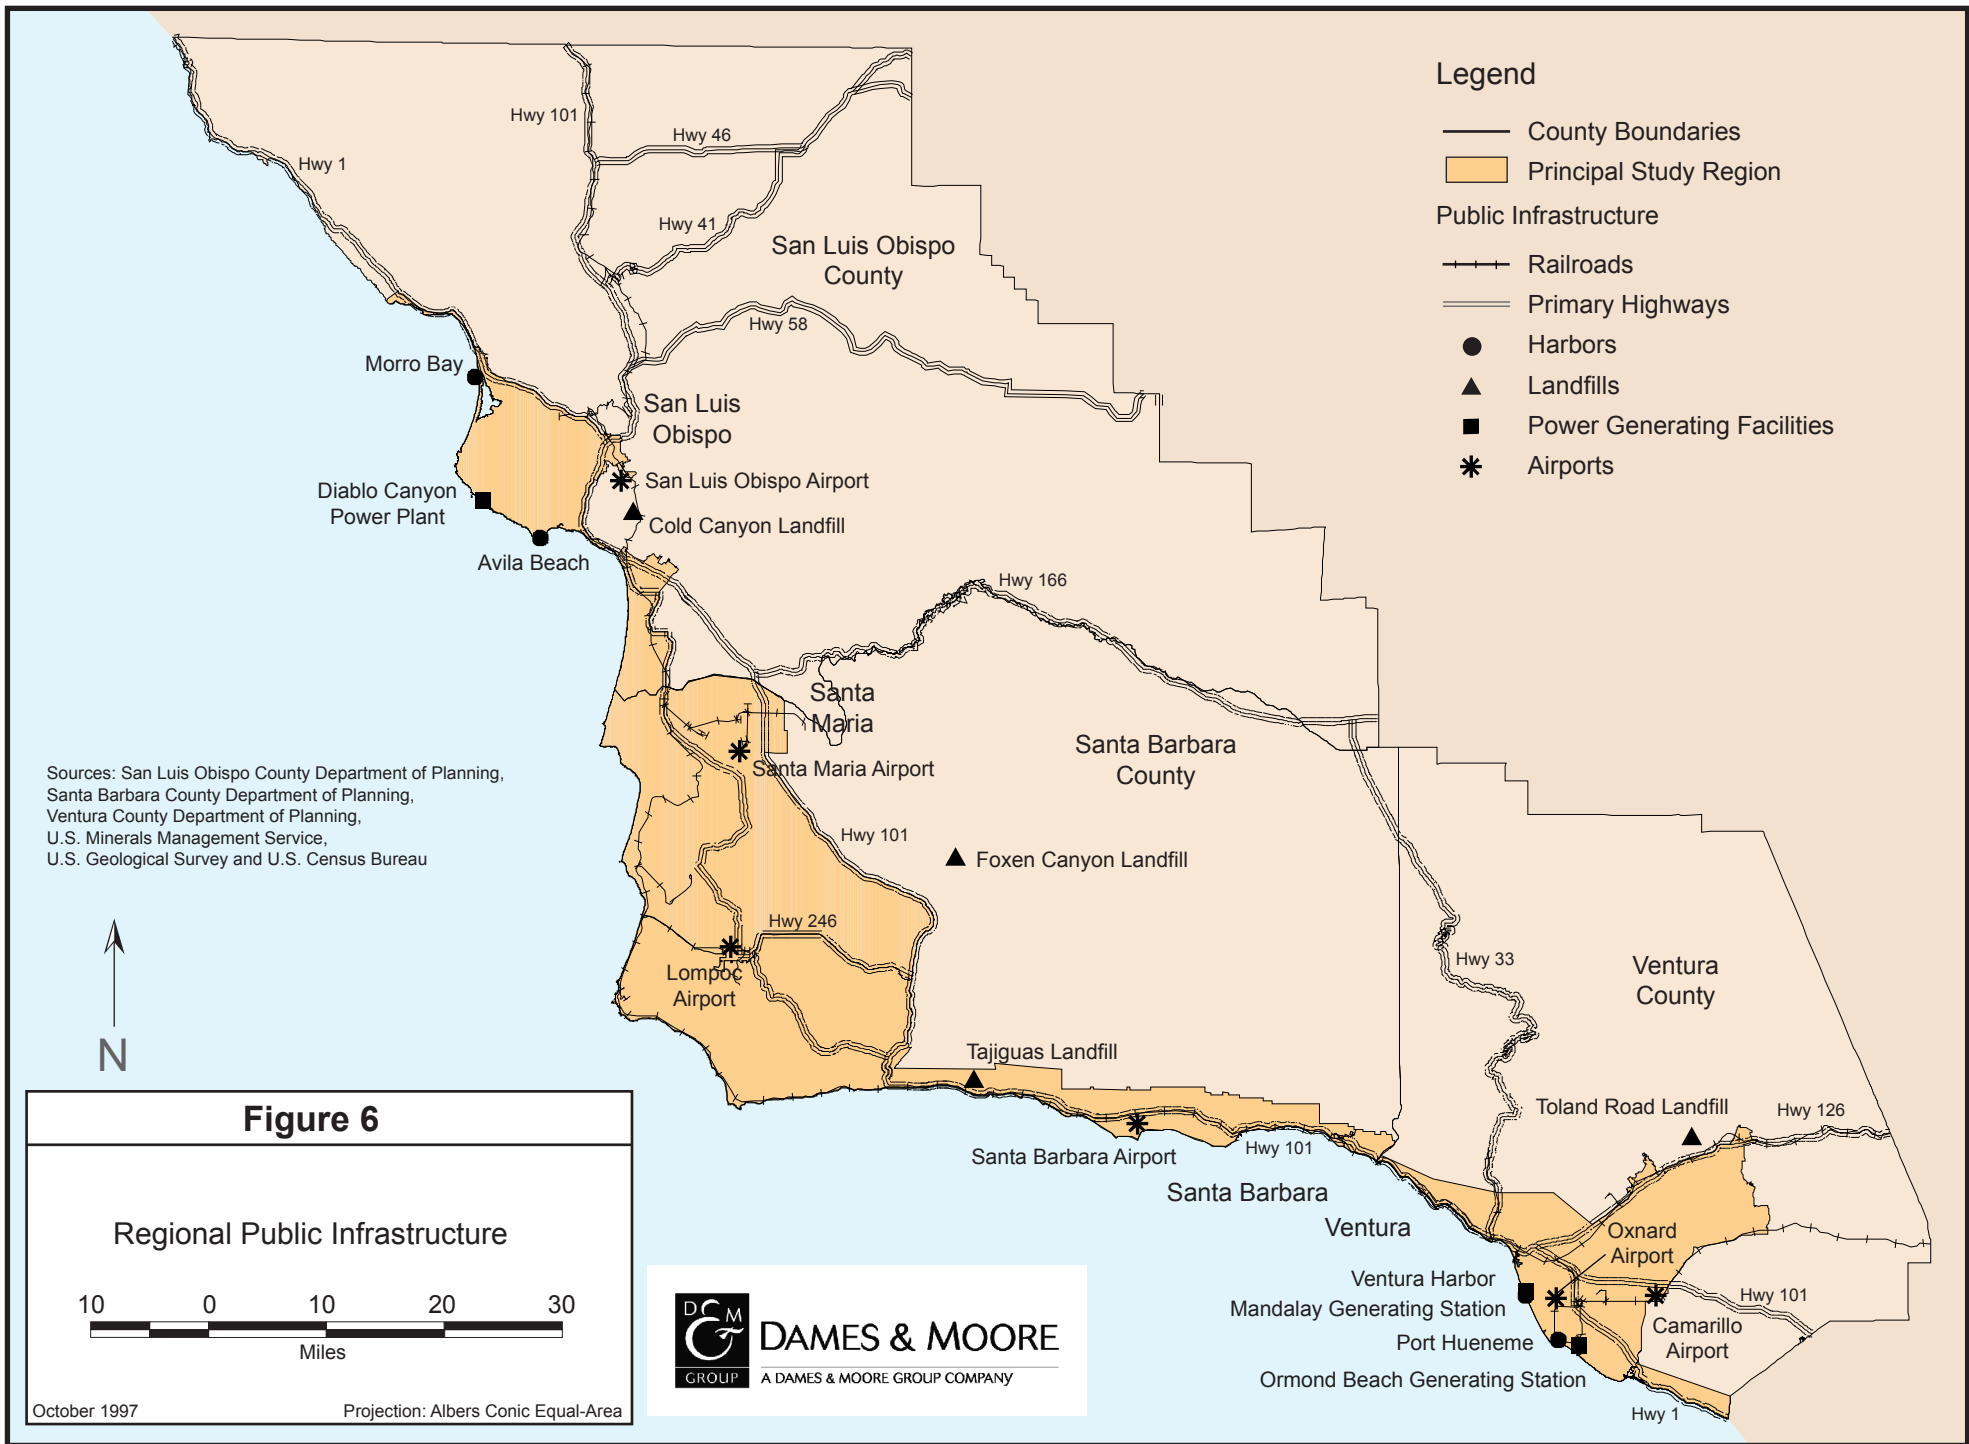 Legend
County Boundaries
Principal Study Region
Public Infrastructure
Railroads
Primary Highways
Harbors
Landfills
Power Generating Facilities
Airports
Hwy 101
Hwy 46
Hwy 1
Hwy 41
San Luis Obispo
County
Hwy 58
Morro Bay
San Luis
Obispo
San Luis Obispo Airport
Diablo Canyon
Power Plant
Cold Canyon Landfill
Avila Beach
Hwy 166
Santa
Maria
Santa Barbara
County
Santa Maria Airport
Sources: San Luis Obispo County Department of Planning,
Santa Barbara County Department of Planning,
Ventura County Department of Planning,
U.S. Minerals Management Service,
U.S. Geological Survey and U.S. Census Bureau
Hwy 101
Foxen Canyon Landfill
Hwy 246
Hwy 33
Ventura
County
Lompoc
Airport
N
Tajiguas Landfill
Toland Road Landfill
Hwy 126
Santa Barbara Airport
Hwy 101
Santa Barbara
Ventura
Oxnard
Airport
Ventura Harbor
Mandalay Generating Station
Hwy 101
Port Hueneme
Camarillo
Airport
Ormond Beach Generating Station
Hwy 1
Figure 6
Regional Public Infrastructure
10 0 10 20 30
Miles
October 1997
Projection: Albers Conic Equal-Area
D & M
GROUP
DAMES & MOORE
A DAMES & MOORE GROUP COMPANY